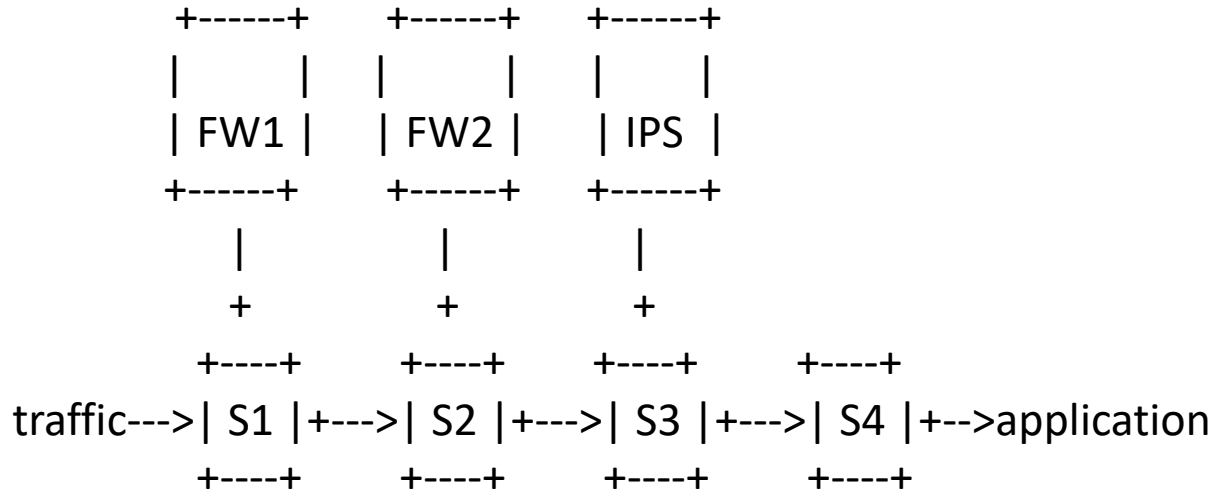 +------+ +------+ +------+
| | | | | |
| FW1 | | FW2 | | IPS |
+------+ +------+ +------+
| | |
+ + +
+----+ +----+ +----+ +----+
traffic--->| S1 |+--->| S2 |+--->| S3 |+--->| S4 |+-->application
+----+ +----+ +----+ +----+